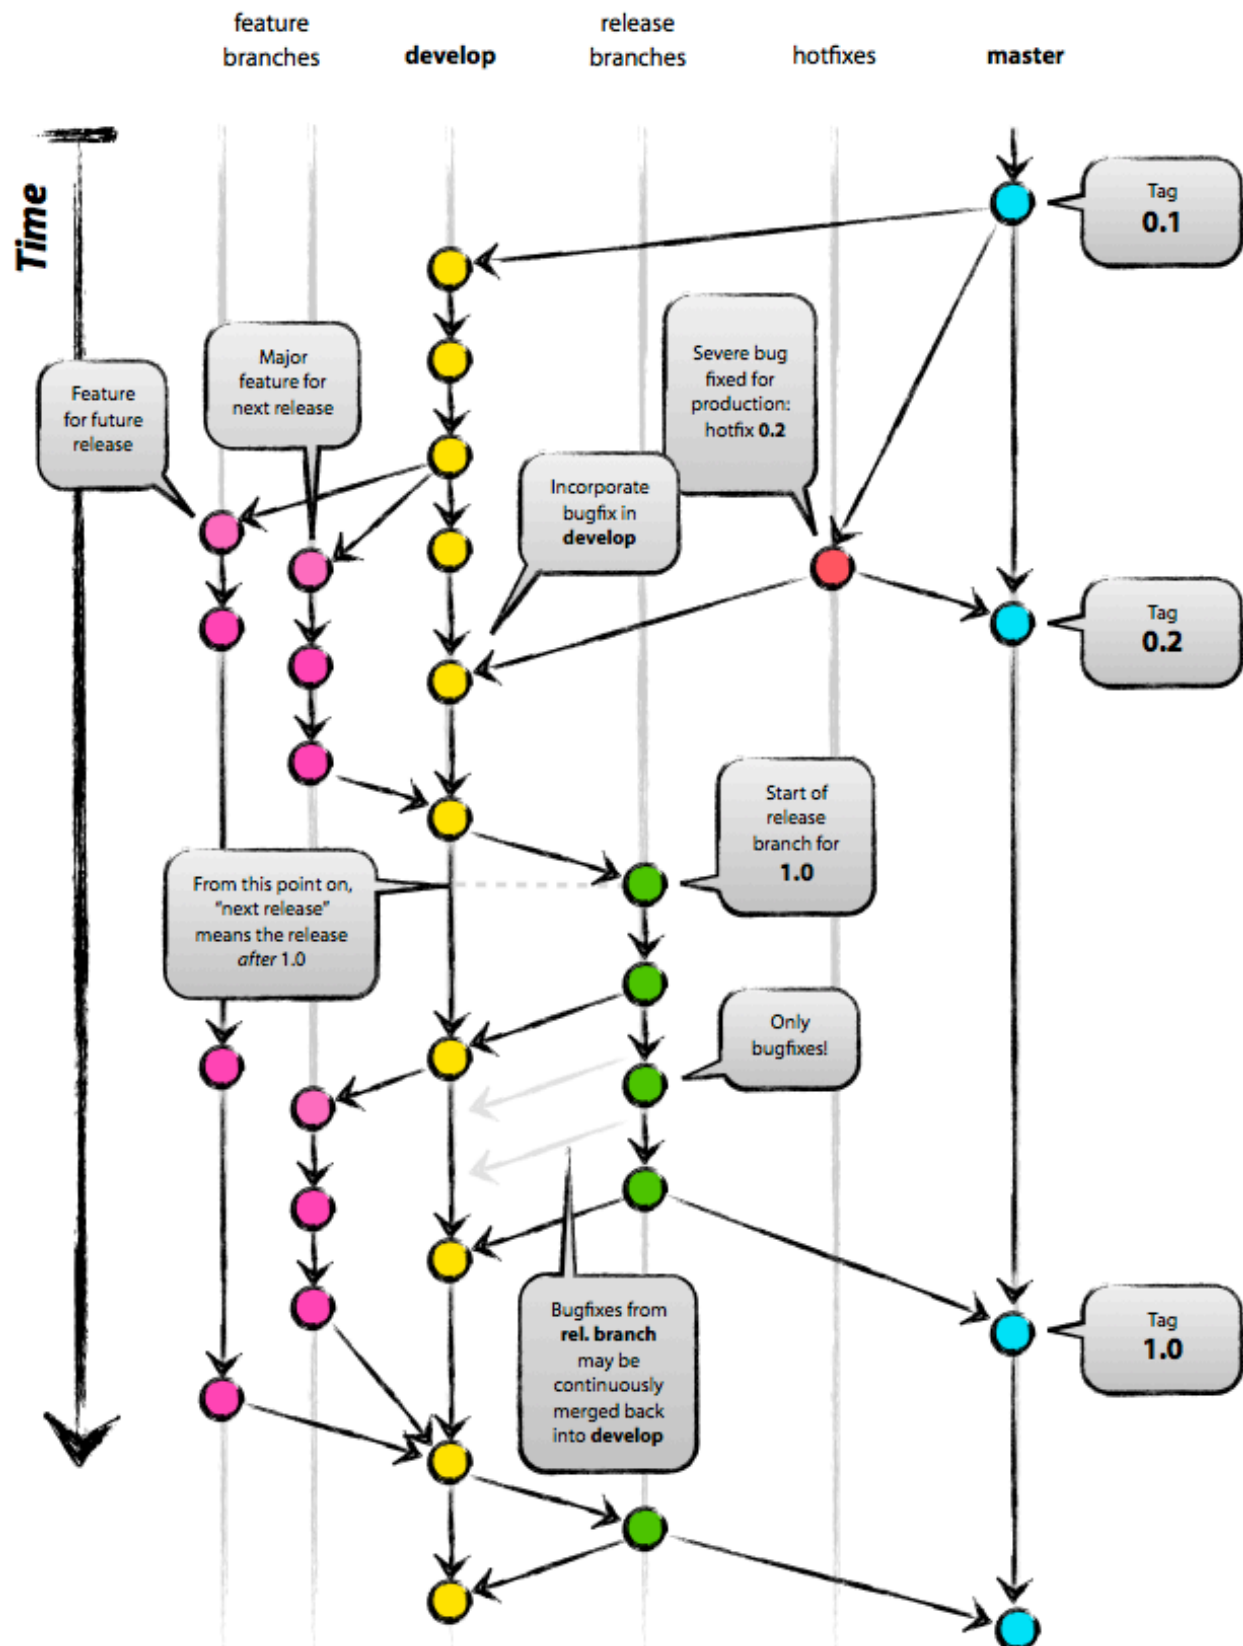 feature
branches
develop
release
branches
hotfixes
master
Time
Tag
0.1
Major
feature for
next release
Severe bug
fixed for
production:
hotfix 0.2
Feature
for future
release
Incorporate
bugfix in
develop
Tag
0.2
Start of
release
branch for
1.0
From this point on,
“next release”
means the release
after 1.0
Only
bugfixes!
Bugfixes from
rel. branch
may be
continuously
merged back
into develop
Tag
1.0